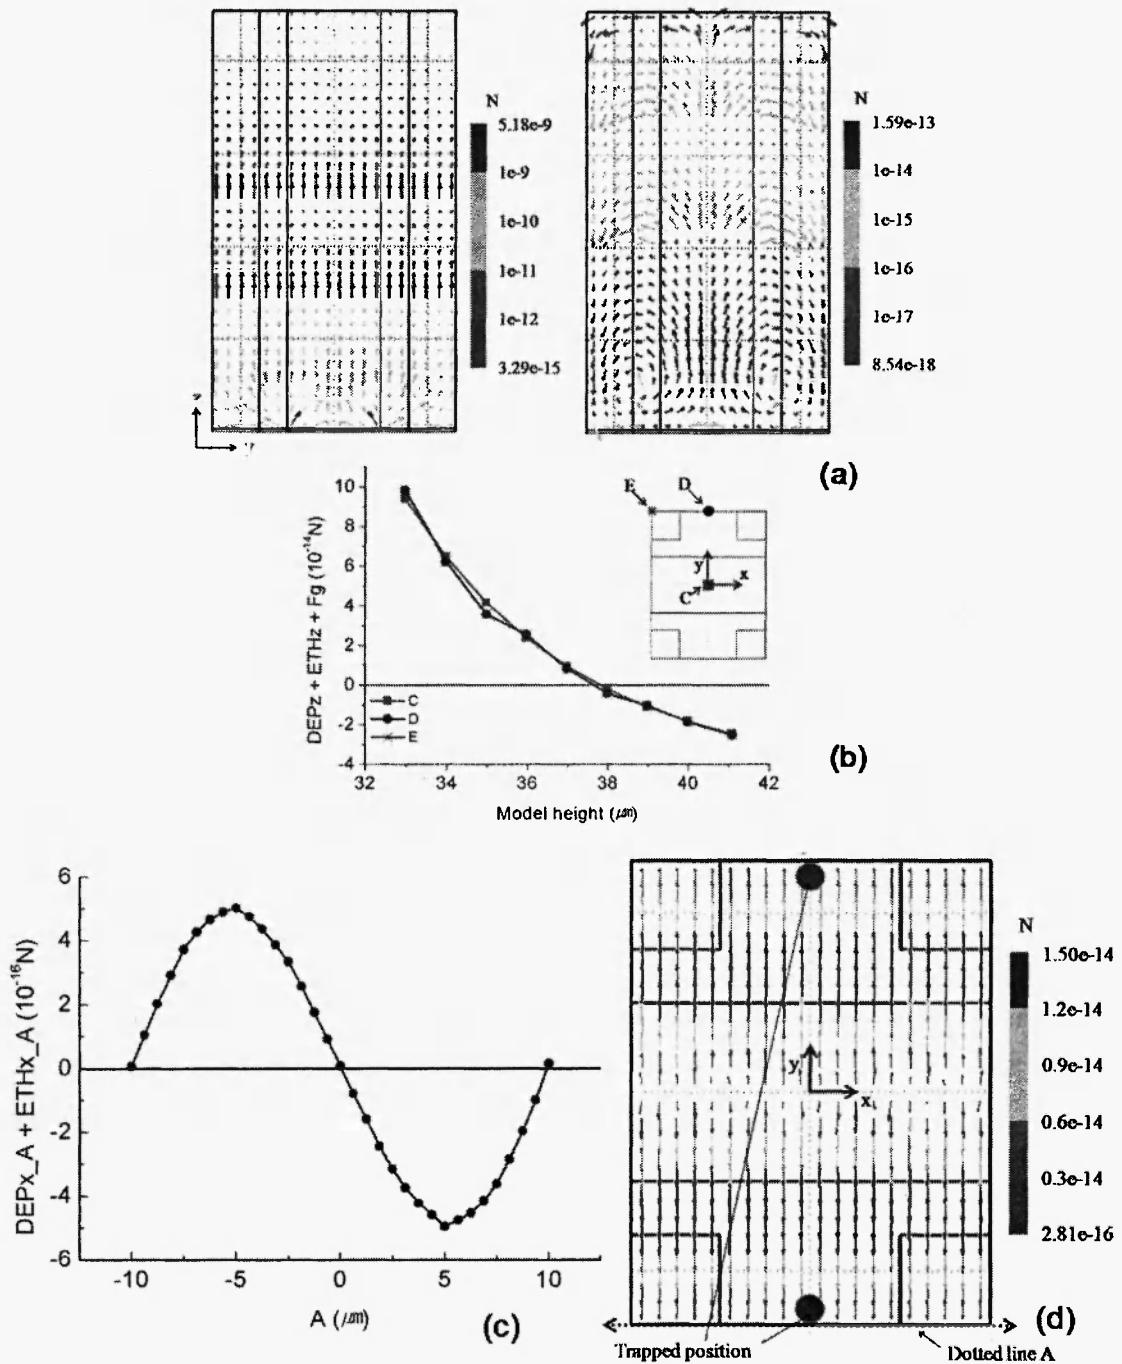 N
5.18e-9
1e-9
1e-10
1e-11
1e-12
3.29e-15
z
y
N
1.59e-13
1e-14
1e-15
1e-16
1e-17
8.54e-18
(a)
DEPz + ETHz + Fg (10⁻¹⁴N)
10
8
6
4
2
0
-2
-4
C
D
E
E
D
y
x
C
32
34
36
38
40
42
Model height (㎛)
(b)
DEPx_A + ETHx_A (10⁻¹⁶N)
6
4
2
0
-2
-4
-6
-10
-5
0
5
10
A (㎛)
(c)
y
x
N
1.50e-14
1.2e-14
0.9e-14
0.6e-14
0.3e-14
2.81e-16
(d)
Trapped position
Dotted line A